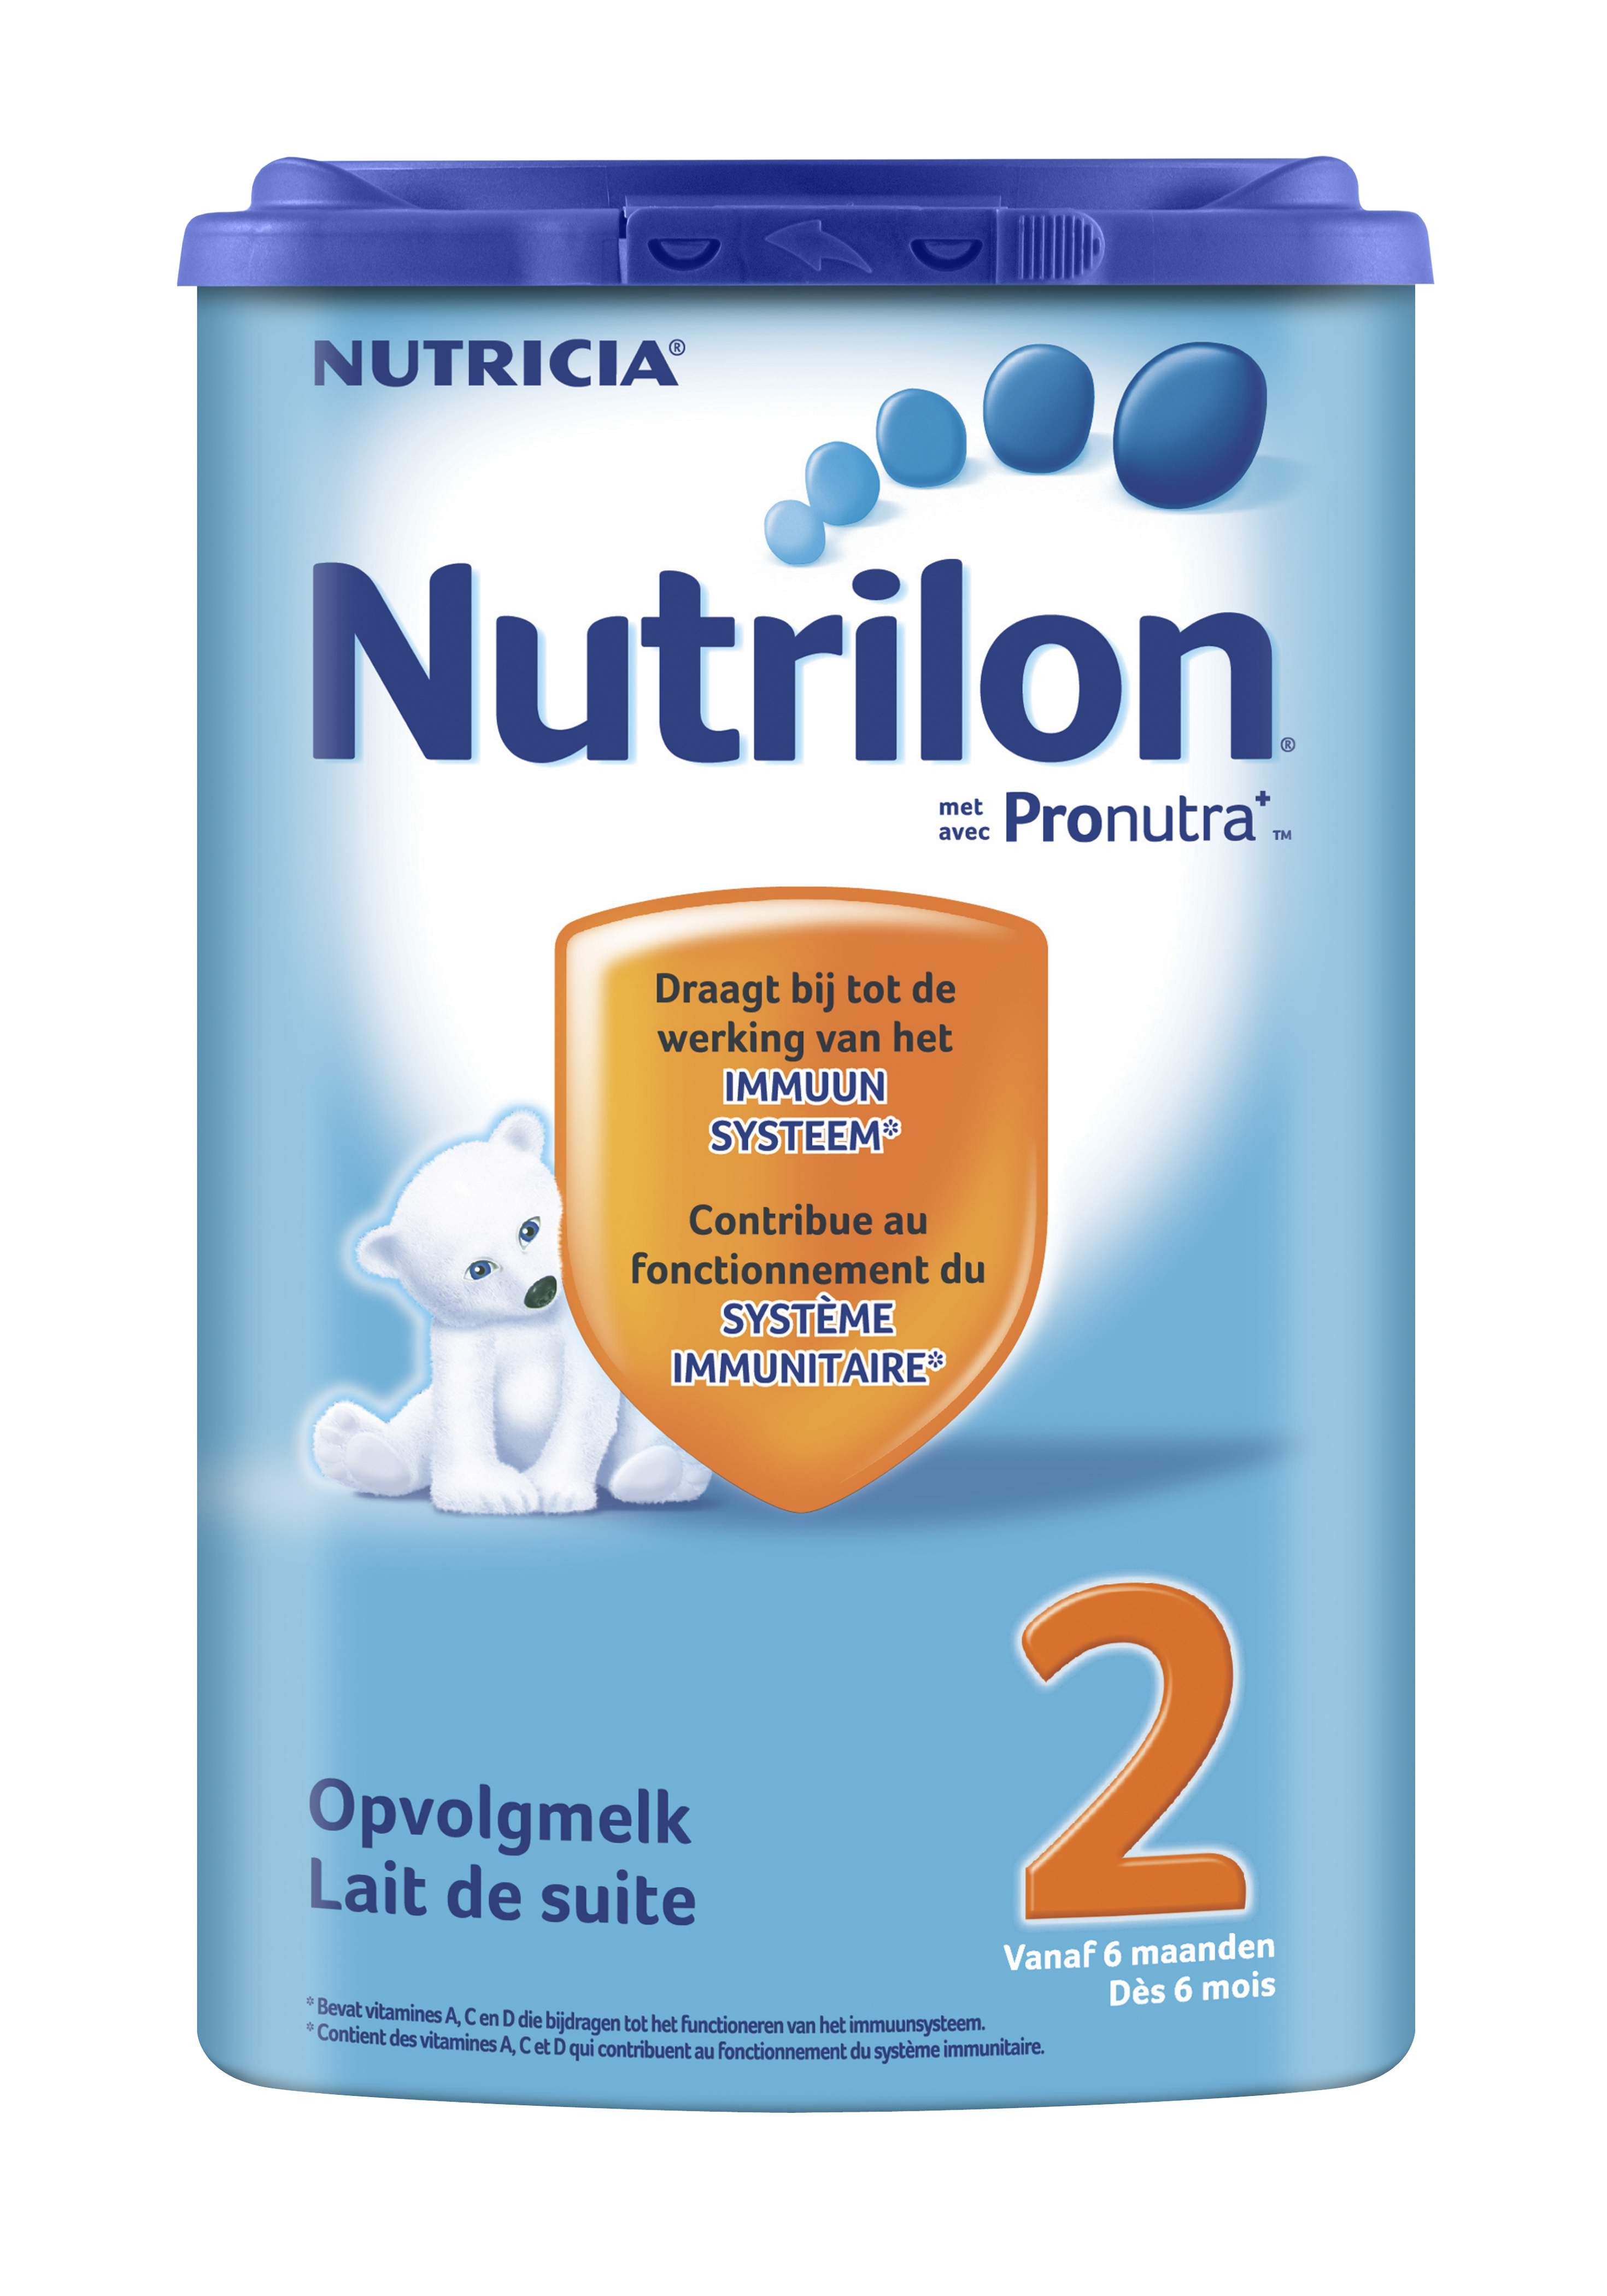 NUTRICIA®
Nutrilon®
met
avec Pronutra+™
Draagt bij tot de
werking van het
IMMUUN
SYSTEEM*
Contribue au
fonctionnement du
SYSTÈME
IMMUNITAIRE*
2
Opvolgmelk
Lait de suite
Vanaf 6 maanden
Dès 6 mois
* Bevat vitamines A, C en D die bijdragen tot het functioneren van het immuunsysteem.
* Contient des vitamines A, C et D qui contribuent au fonctionnement du système immunitaire.